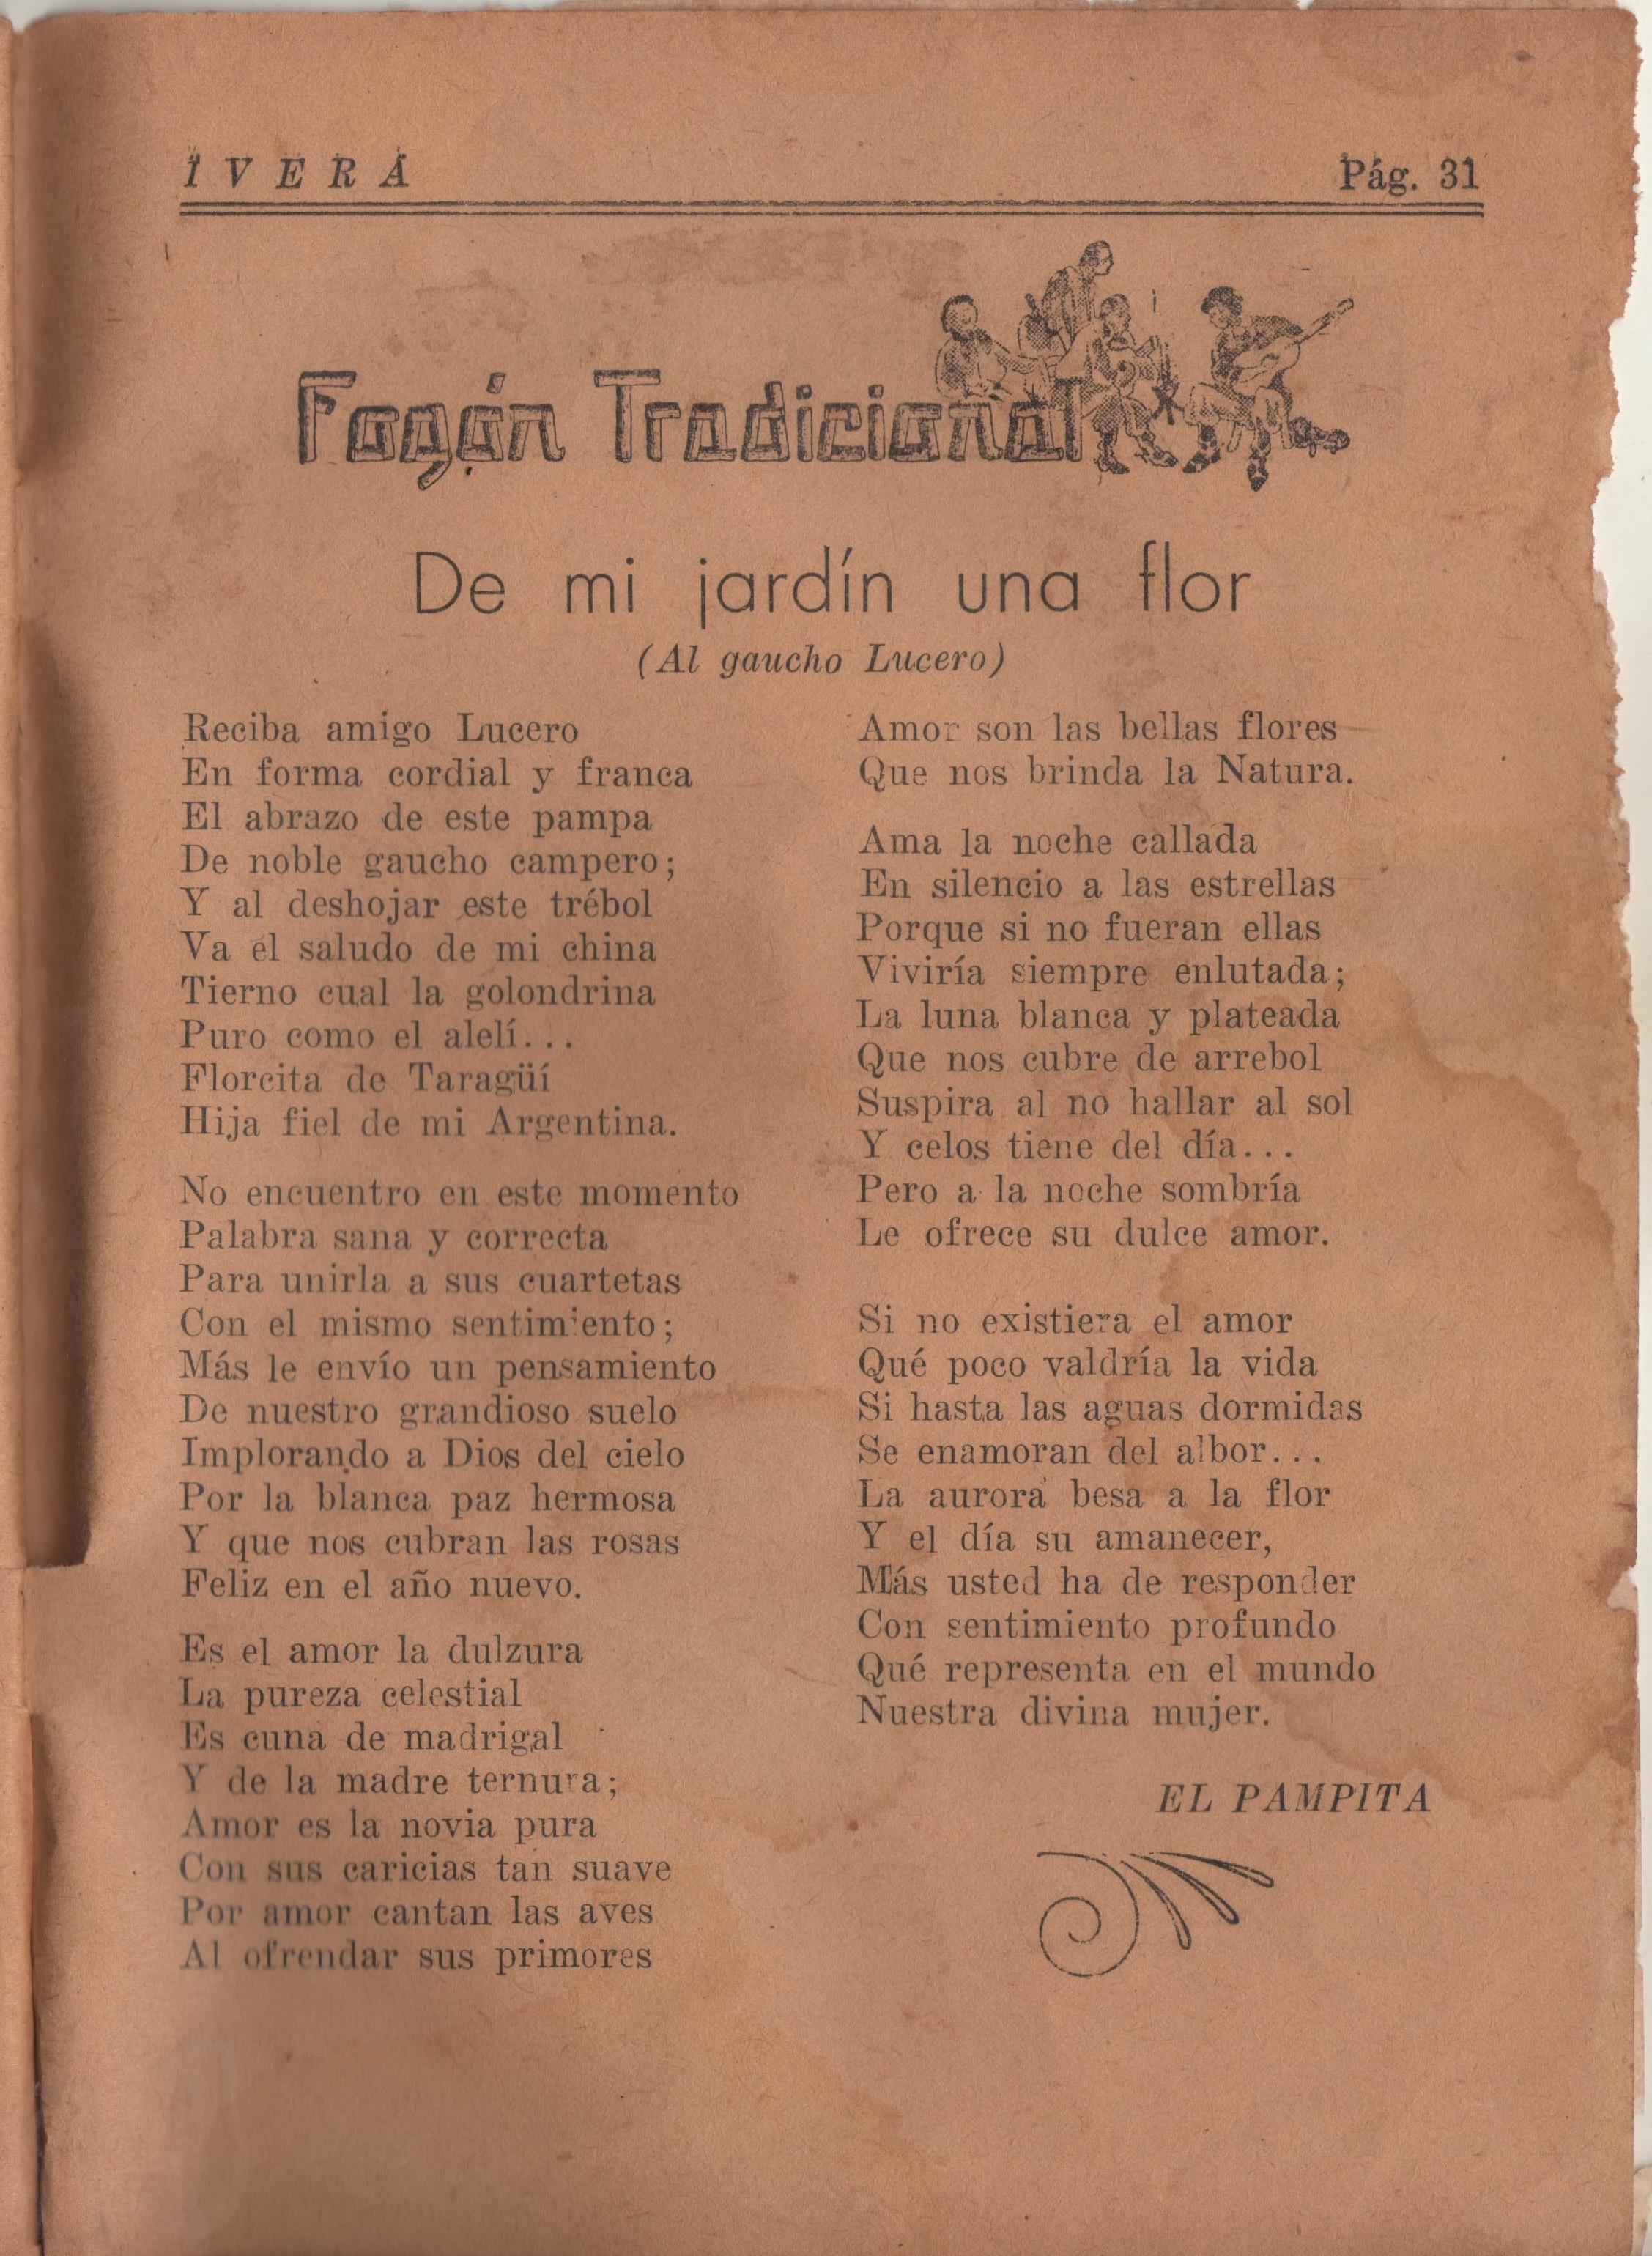 IVERÁ
Pág. 31
Fogón Tradicional
De mi jardín una flor
(Al gaucho Lucero)
Reciba amigo Lucero
En forma cordial y franca
El abrazo de este pampa
De noble gaucho campero;
Y al deshojar este trébol
Va el saludo de mi china
Tierno cual la golondrina
Puro como el alelí...
Florcita de Taragüí
Hija fiel de mi Argentina.
No encuentro en este momento
Palabra sana y correcta
Para unirla a sus cuartetas
Con el mismo sentimiento;
Más le envío un pensamiento
De nuestro grandioso suelo
Implorando a Dios del cielo
Por la blanca paz hermosa
Y que nos cubran las rosas
Feliz en el año nuevo.
Es el amor la dulzura
La pureza celestial
Es cuna de madrigal
Y de la madre ternura;
Amor es la novia pura
Con sus caricias tan suave
Por amor cantan las aves
Al ofrendar sus primores
Amor son las bellas flores
Que nos brinda la Natura.
Ama la noche callada
En silencio a las estrellas
Porque si no fueran ellas
Viviría siempre enlutada;
La luna blanca y plateada
Que nos cubre de arrebol
Suspira al no hallar al sol
Y celos tiene del día...
Pero a la noche sombría
Le ofrece su dulce amor.
Si no existiera el amor
Qué poco valdría la vida
Si hasta las aguas dormidas
Se enamoran del albor...
La aurora besa a la flor
Y el día su amanecer,
Más usted ha de responder
Con sentimiento profundo
Qué representa en el mundo
Nuestra divina mujer.
EL PAMPITA